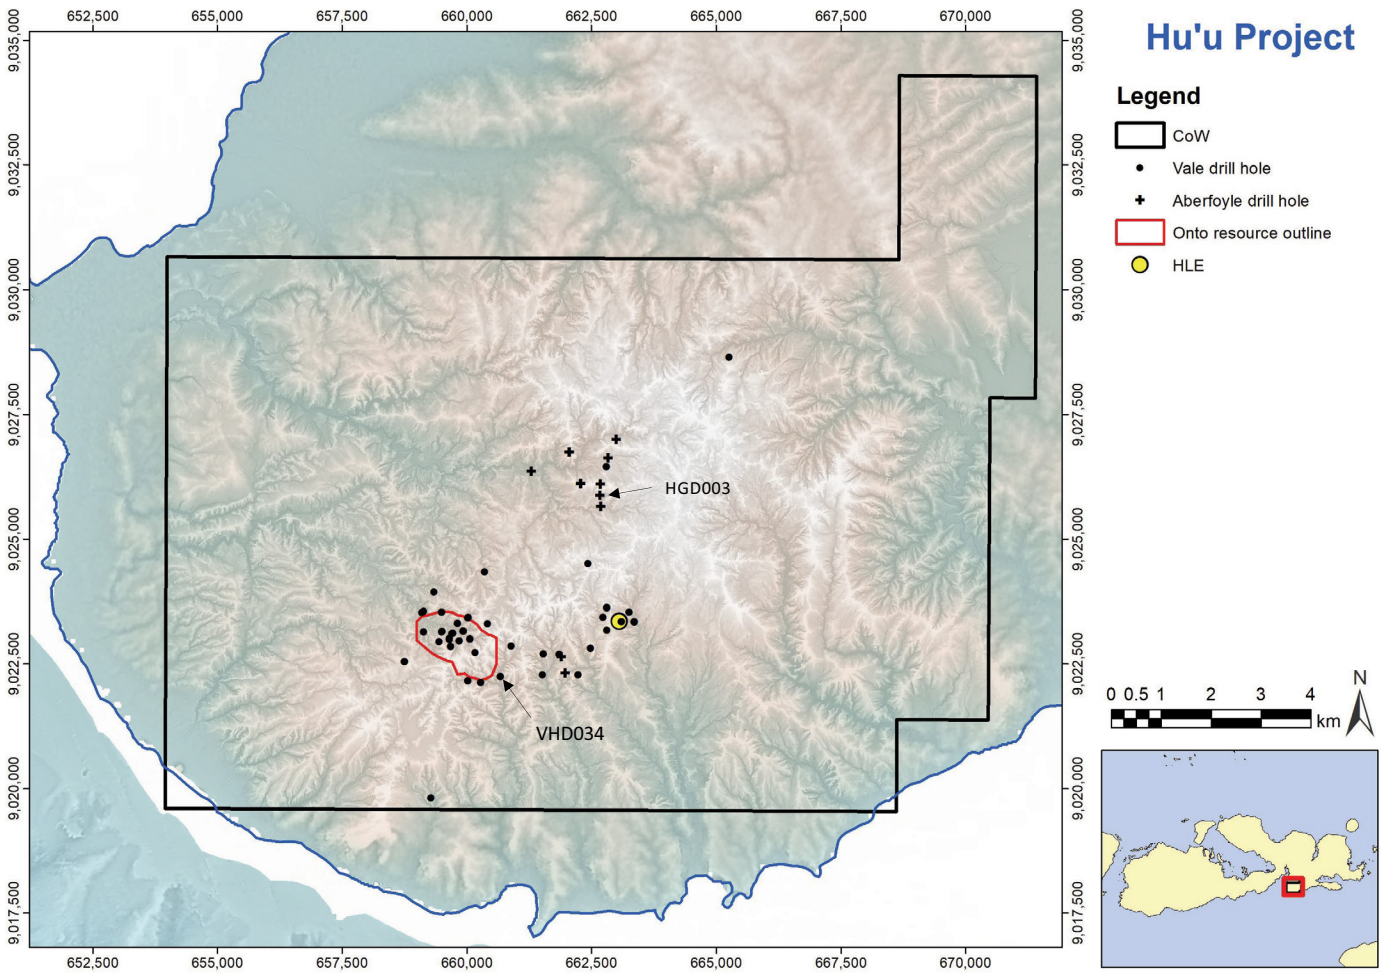 652,500 655,000 657,500 660,000 662,500 665,000 667,500 670,000
Hu'u Project
9,035,000
9,035,000
Legend
CoW
Vale drill hole
Aberfoyle drill hole
Onto resource outline
HLE
9,032,500
9,032,500
9,030,000
9,030,000
9,027,500
9,027,500
HGD003
9,025,000
9,025,000
9,022,500
9,022,500
VHD034
N
0 0.5 1 2 3 4
km
9,020,000
9,020,000
9,017,500
9,017,500
652,500 655,000 657,500 660,000 662,500 665,000 667,500 670,000